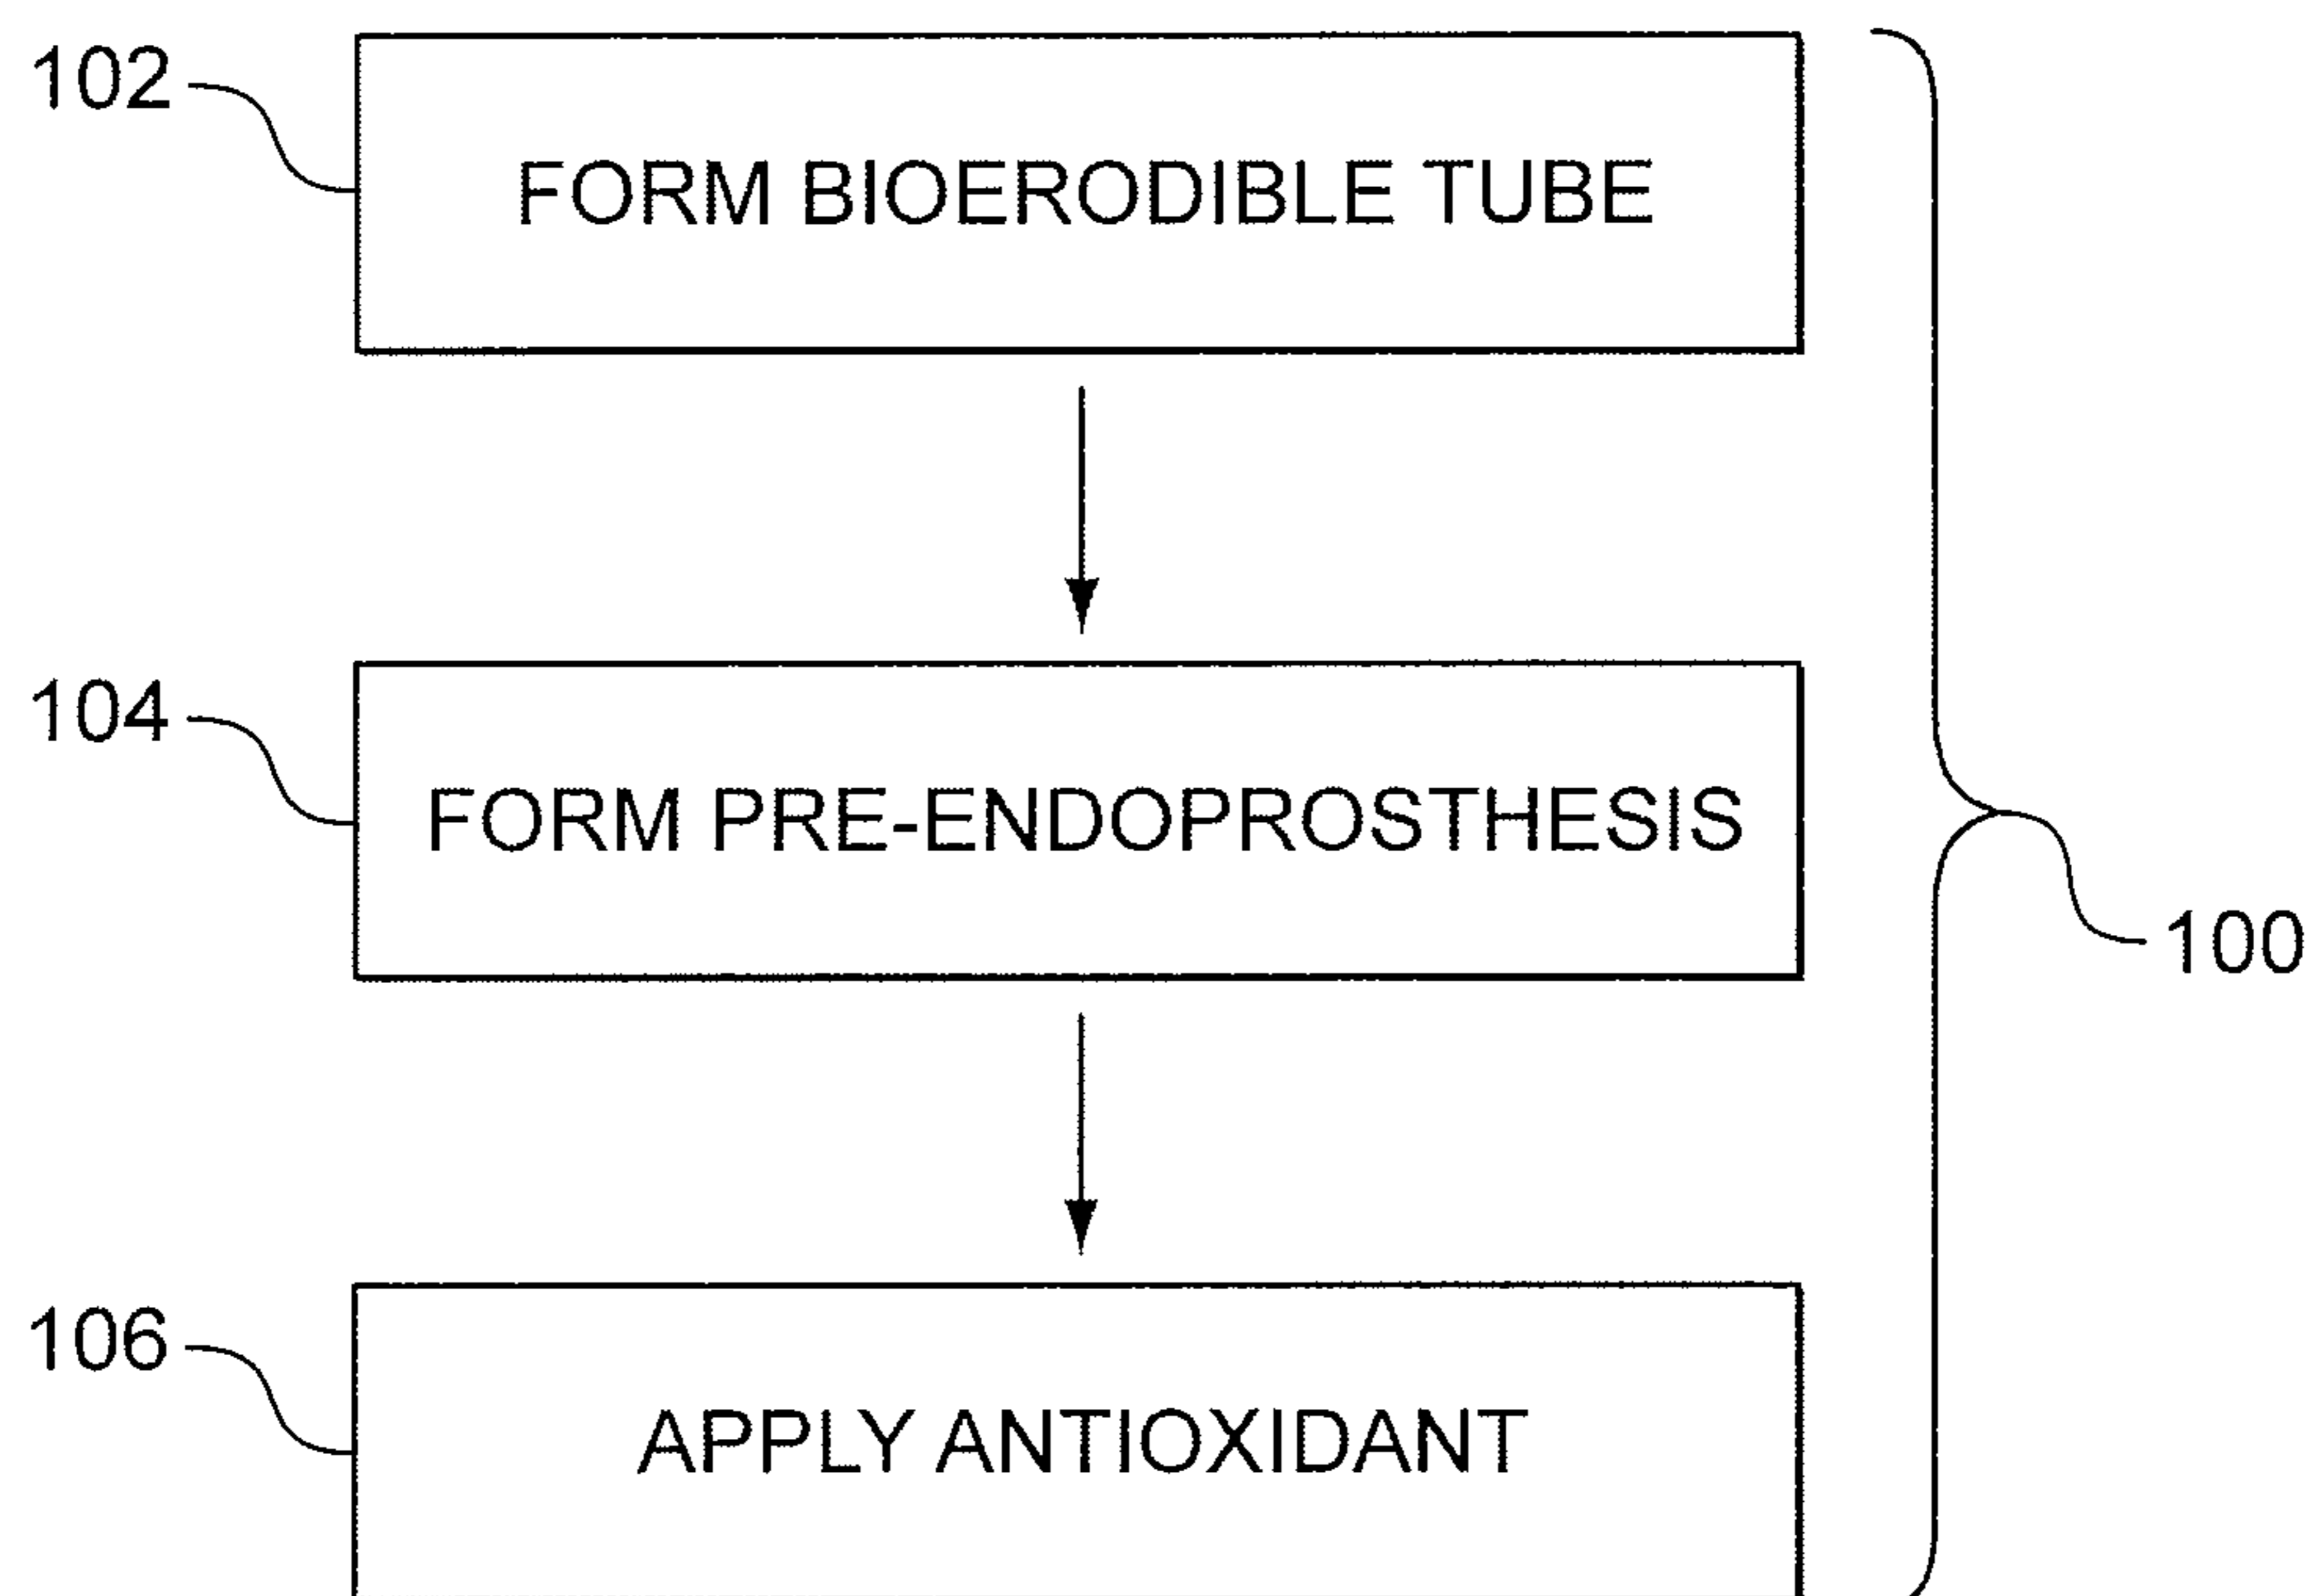 102
FORM BIOERODIBLE TUBE
104
FORM PRE-ENDOPROSTHESIS
100
106
APPLY ANTIOXIDANT